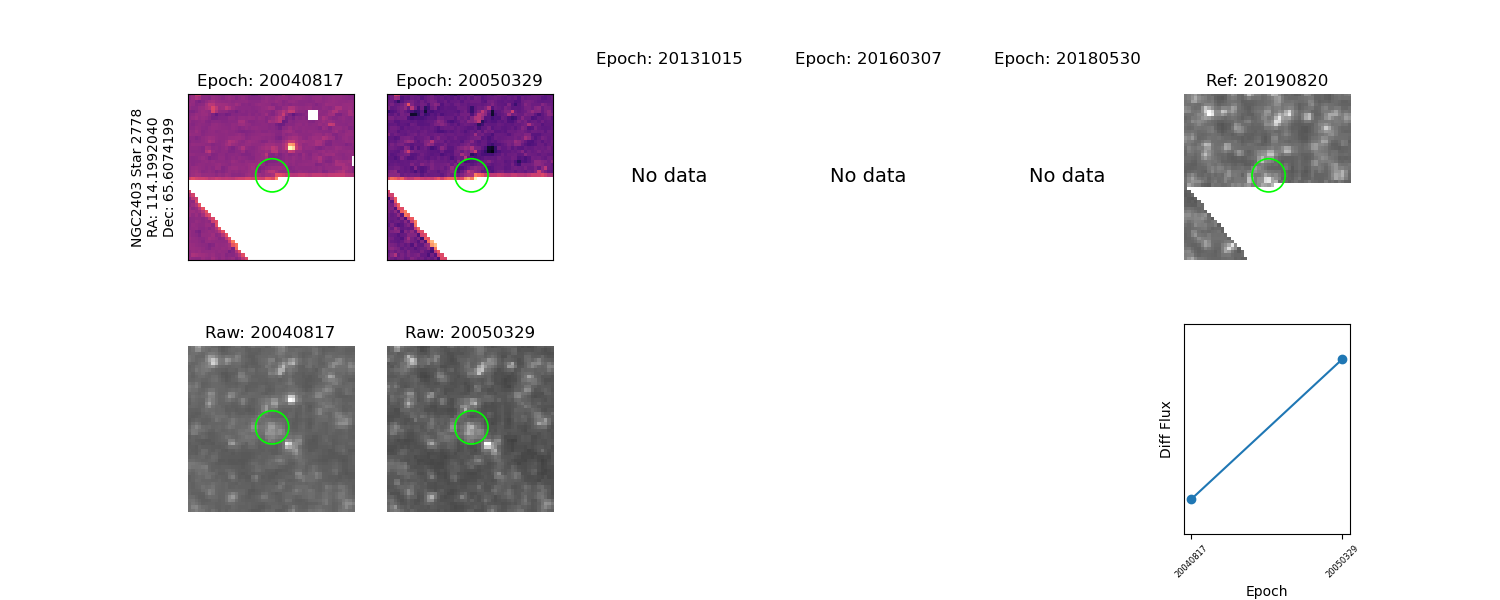 Epoch: 20040817
Epoch: 20050329
Epoch: 20131015
Epoch: 20160307
Epoch: 20180530
Ref: 20190820
NGC2403 Star 2778
RA: 114.1992040
Dec: 65.6074199
No data
No data
No data
Raw: 20040817
Raw: 20050329
Diff Flux
20040817
20050329
Epoch